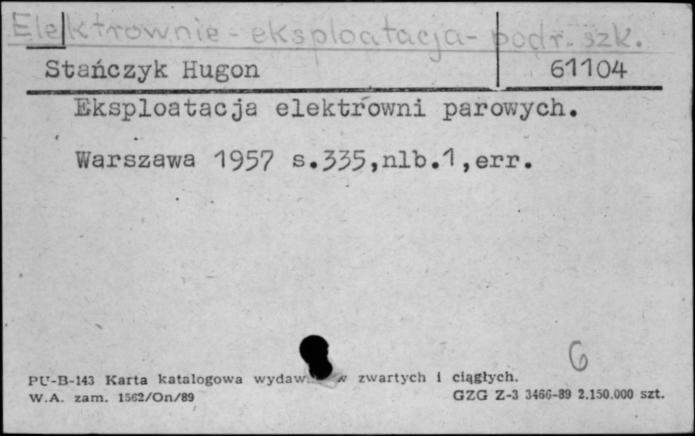 Elektrownie - eksploatacja - podr. szk.
Stańczyk Hugon 61104
Eksploatacja elektrowni parowych.
Warszawa 1957 s.335,nlb.1,err.
6
PU-B-143 Karta katalogowa zwartych i ciągłych.
W.A. zam. 1562/On/89 GZG Z-3 3466-89 2.150.000 szt.